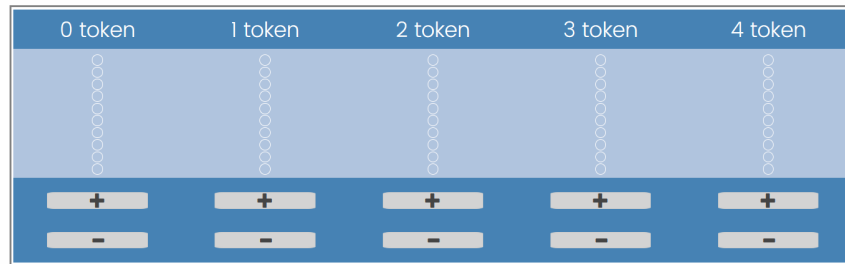 0 token 1 token 2 token 3 token 4 token
+ + + + +
- - - - -